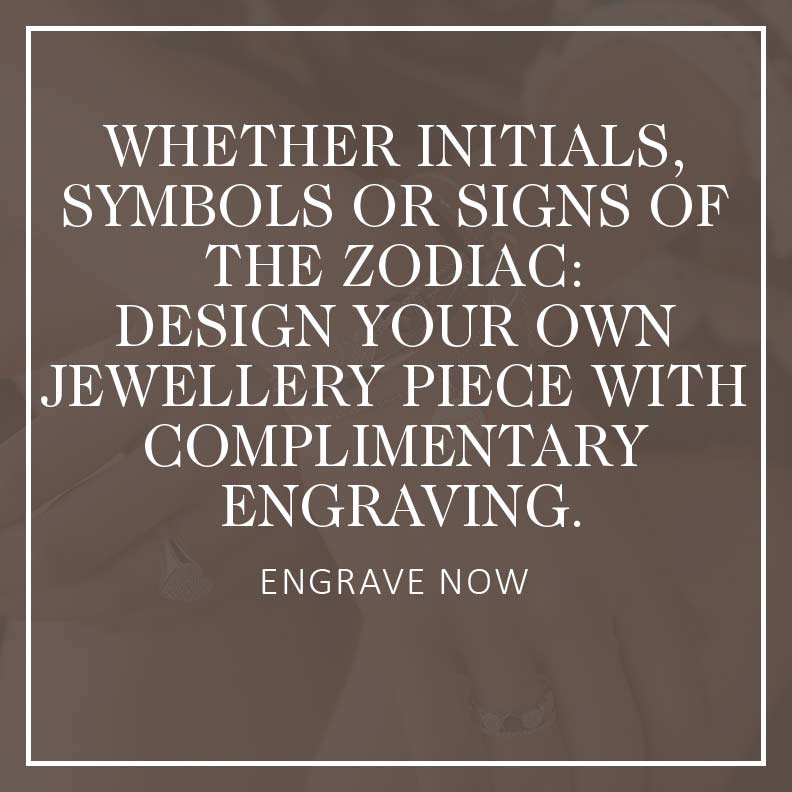 WHETHER INITIALS,
SYMBOLS OR SIGNS OF
THE ZODIAC:
DESIGN YOUR OWN
JEWELLERY PIECE WITH
COMPLIMENTARY
ENGRAVING.
ENGRAVE NOW